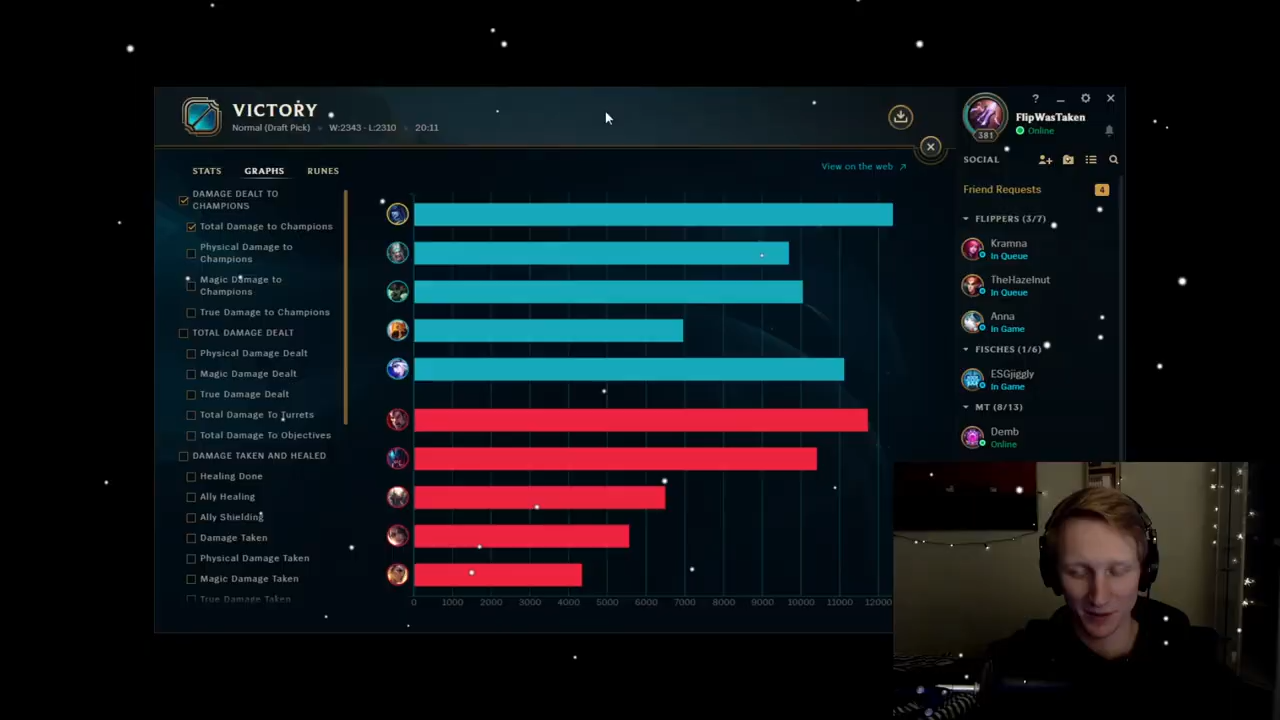 VICTORY
Normal (Draft Pick) W:2343 - L:2310 20:11
381
FlipWasTaken
Online
SOCIAL
View on the web
STATS GRAPHS RUNES
Friend Requests 4
DAMAGE DEALT TO
CHAMPIONS
Total Damage to Champions
Physical Damage to
Champions
Magic Damage to
Champions
True Damage to Champions
TOTAL DAMAGE DEALT
Physical Damage Dealt
Magic Damage Dealt
True Damage Dealt
Total Damage To Turrets
Total Damage To Objectives
DAMAGE TAKEN AND HEALED
Healing Done
Ally Healing
Ally Shielding
Damage Taken
Physical Damage Taken
Magic Damage Taken
True Damage Taken
0 1000 2000 3000 4000 5000 6000 7000 8000 9000 10000 11000 12000
FLIPPERS (3/7)
Kramna
In Queue
TheHazelnut
In Queue
Anna
In Game
FISCHES (1/6)
ESGjiggly
In Game
MT (8/13)
Demb
Online